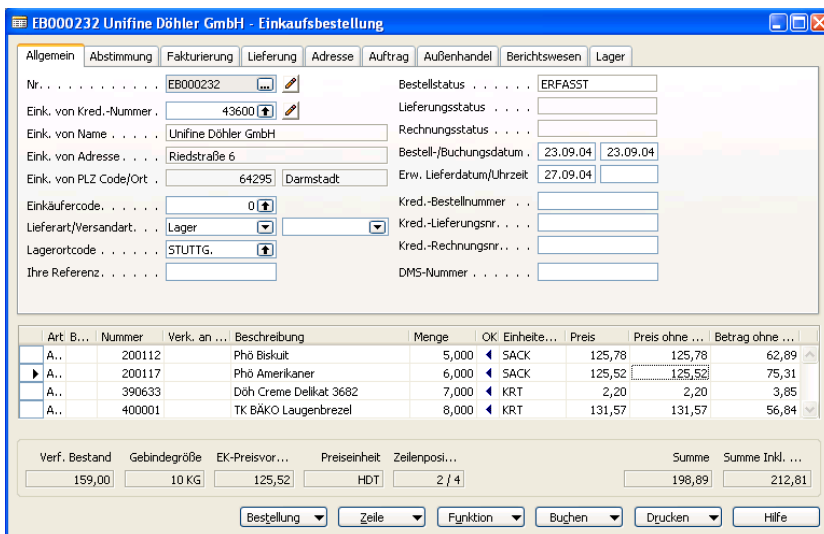 EB000232 Unifine Döhler GmbH - Einkaufsbestellung
Allgemein Abstimmung Fakturierung Lieferung Adresse Auftrag Außenhandel Berichtswesen Lager
Nr. . . . . . . . . . . . . EB000232 ... Bestellstatus . . . . . . ERFASST
Eink. von Kred.-Nummer . 43600 Lieferungsstatus . . . .
Eink. von Name . . . . . Unifine Döhler GmbH Rechnungsstatus . . . . .
Eink. von Adresse . . . . Riedstraße 6 Bestell-/Buchungsdatum . 23.09.04 23.09.04
Eink. von PLZ Code/Ort . 64295 Darmstadt Erw. Lieferdatum/Uhrzeit 27.09.04
Einkäufercode. . . . . . 0 Kred.-Bestellnummer . .
Lieferart/Versandart. . . Lager Kred.-Lieferungsnr. . . .
Lagerortcode . . . . . . STUTTG. Kred.-Rechnungsnr. . . .
Ihre Referenz. . . . . . DMS-Nummer . . . . . .
Art B... Nummer Verk. an ... Beschreibung Menge OK Einheite... Preis Preis ohne ... Betrag ohne ...
A.. 200112 Phö Biskuit 5,000 SACK 125,78 125,78 62,89
A.. 200117 Phö Amerikaner 6,000 SACK 125,52 125,52 75,31
A.. 390633 Döh Creme Delikat 3682 7,000 KRT 2,20 2,20 3,85
A.. 400001 TK BÄKO Laugenbrezel 8,000 KRT 131,57 131,57 56,84
Verf. Bestand Gebindegröße EK-Preisvor... Preiseinheit Zeilenposi... Summe Summe Inkl. ...
159,00 10 KG 125,52 HDT 2 / 4 198,89 212,81
Bestellung Zeile Funktion Buchen Drucken Hilfe